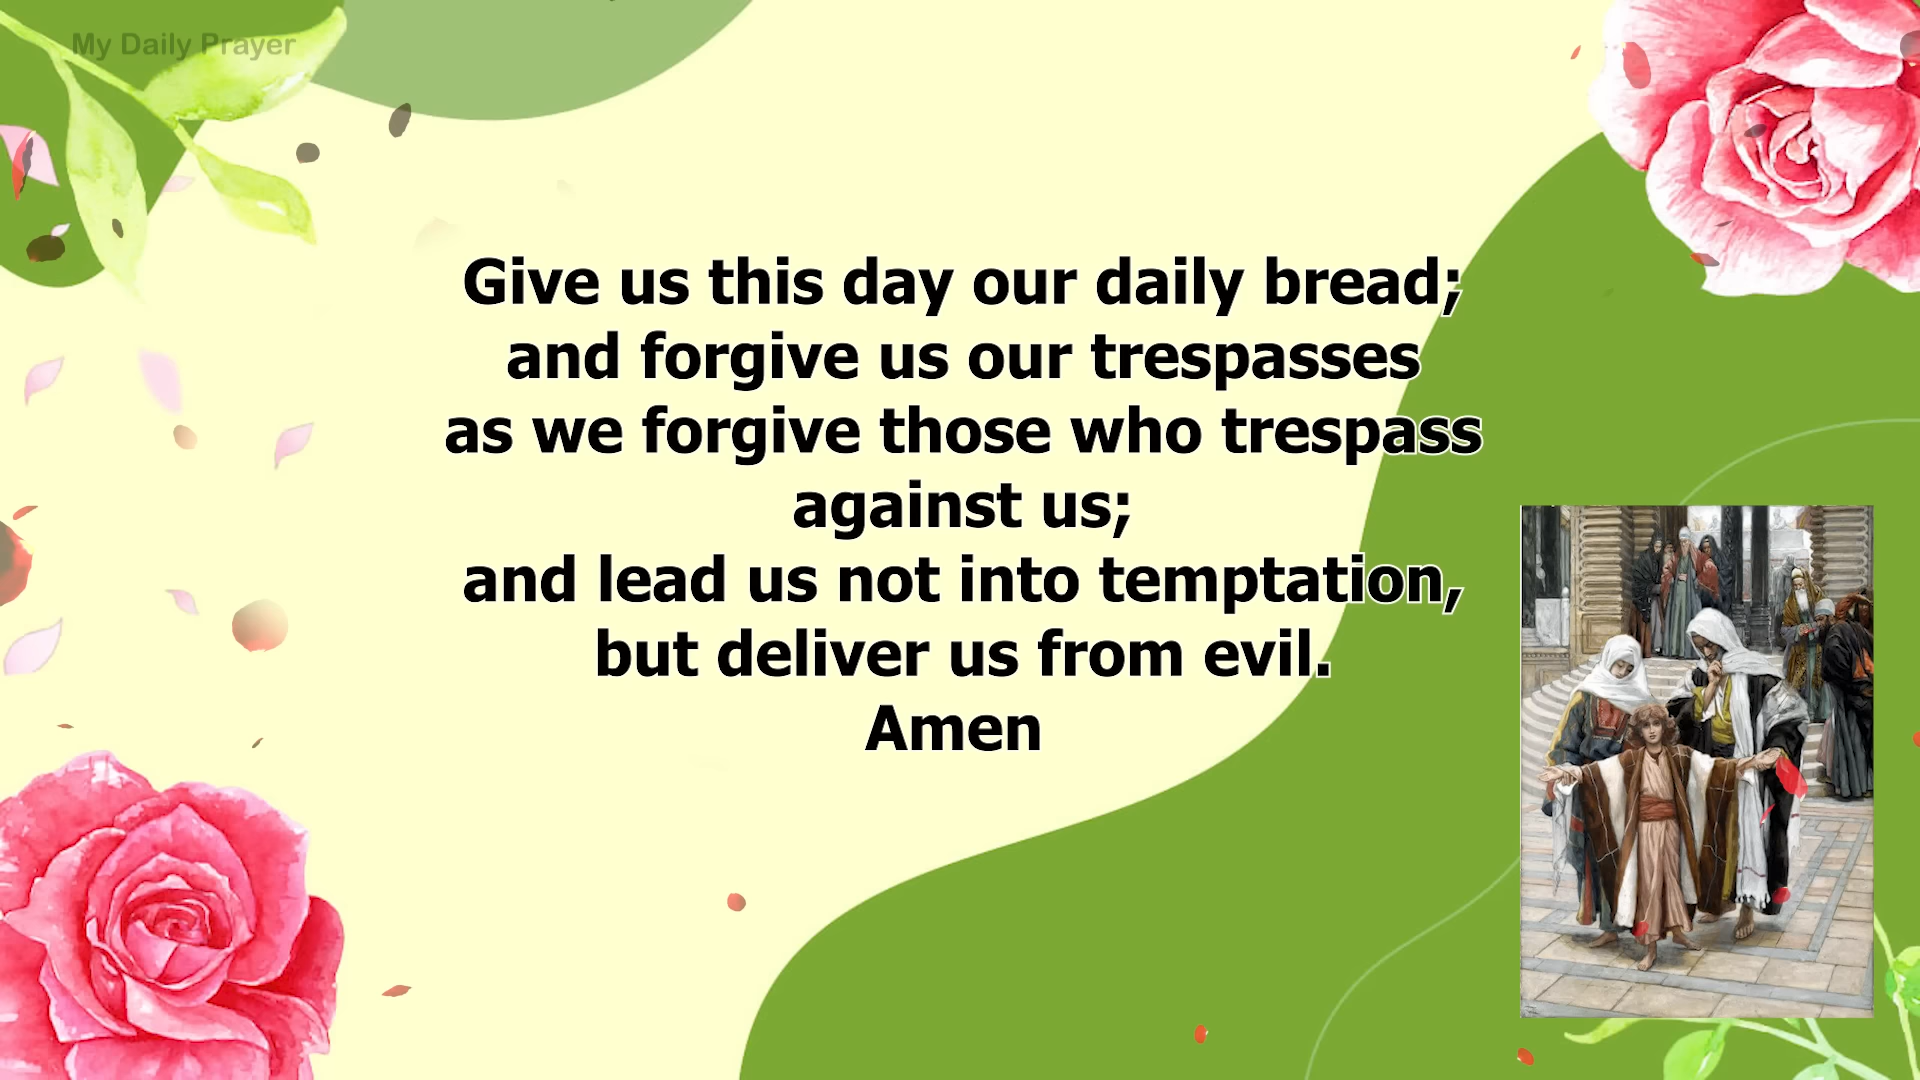 My Daily Prayer
Give us this day our daily bread;
and forgive us our trespasses
as we forgive those who trespass
against us;
and lead us not into temptation,
but deliver us from evil.
Amen